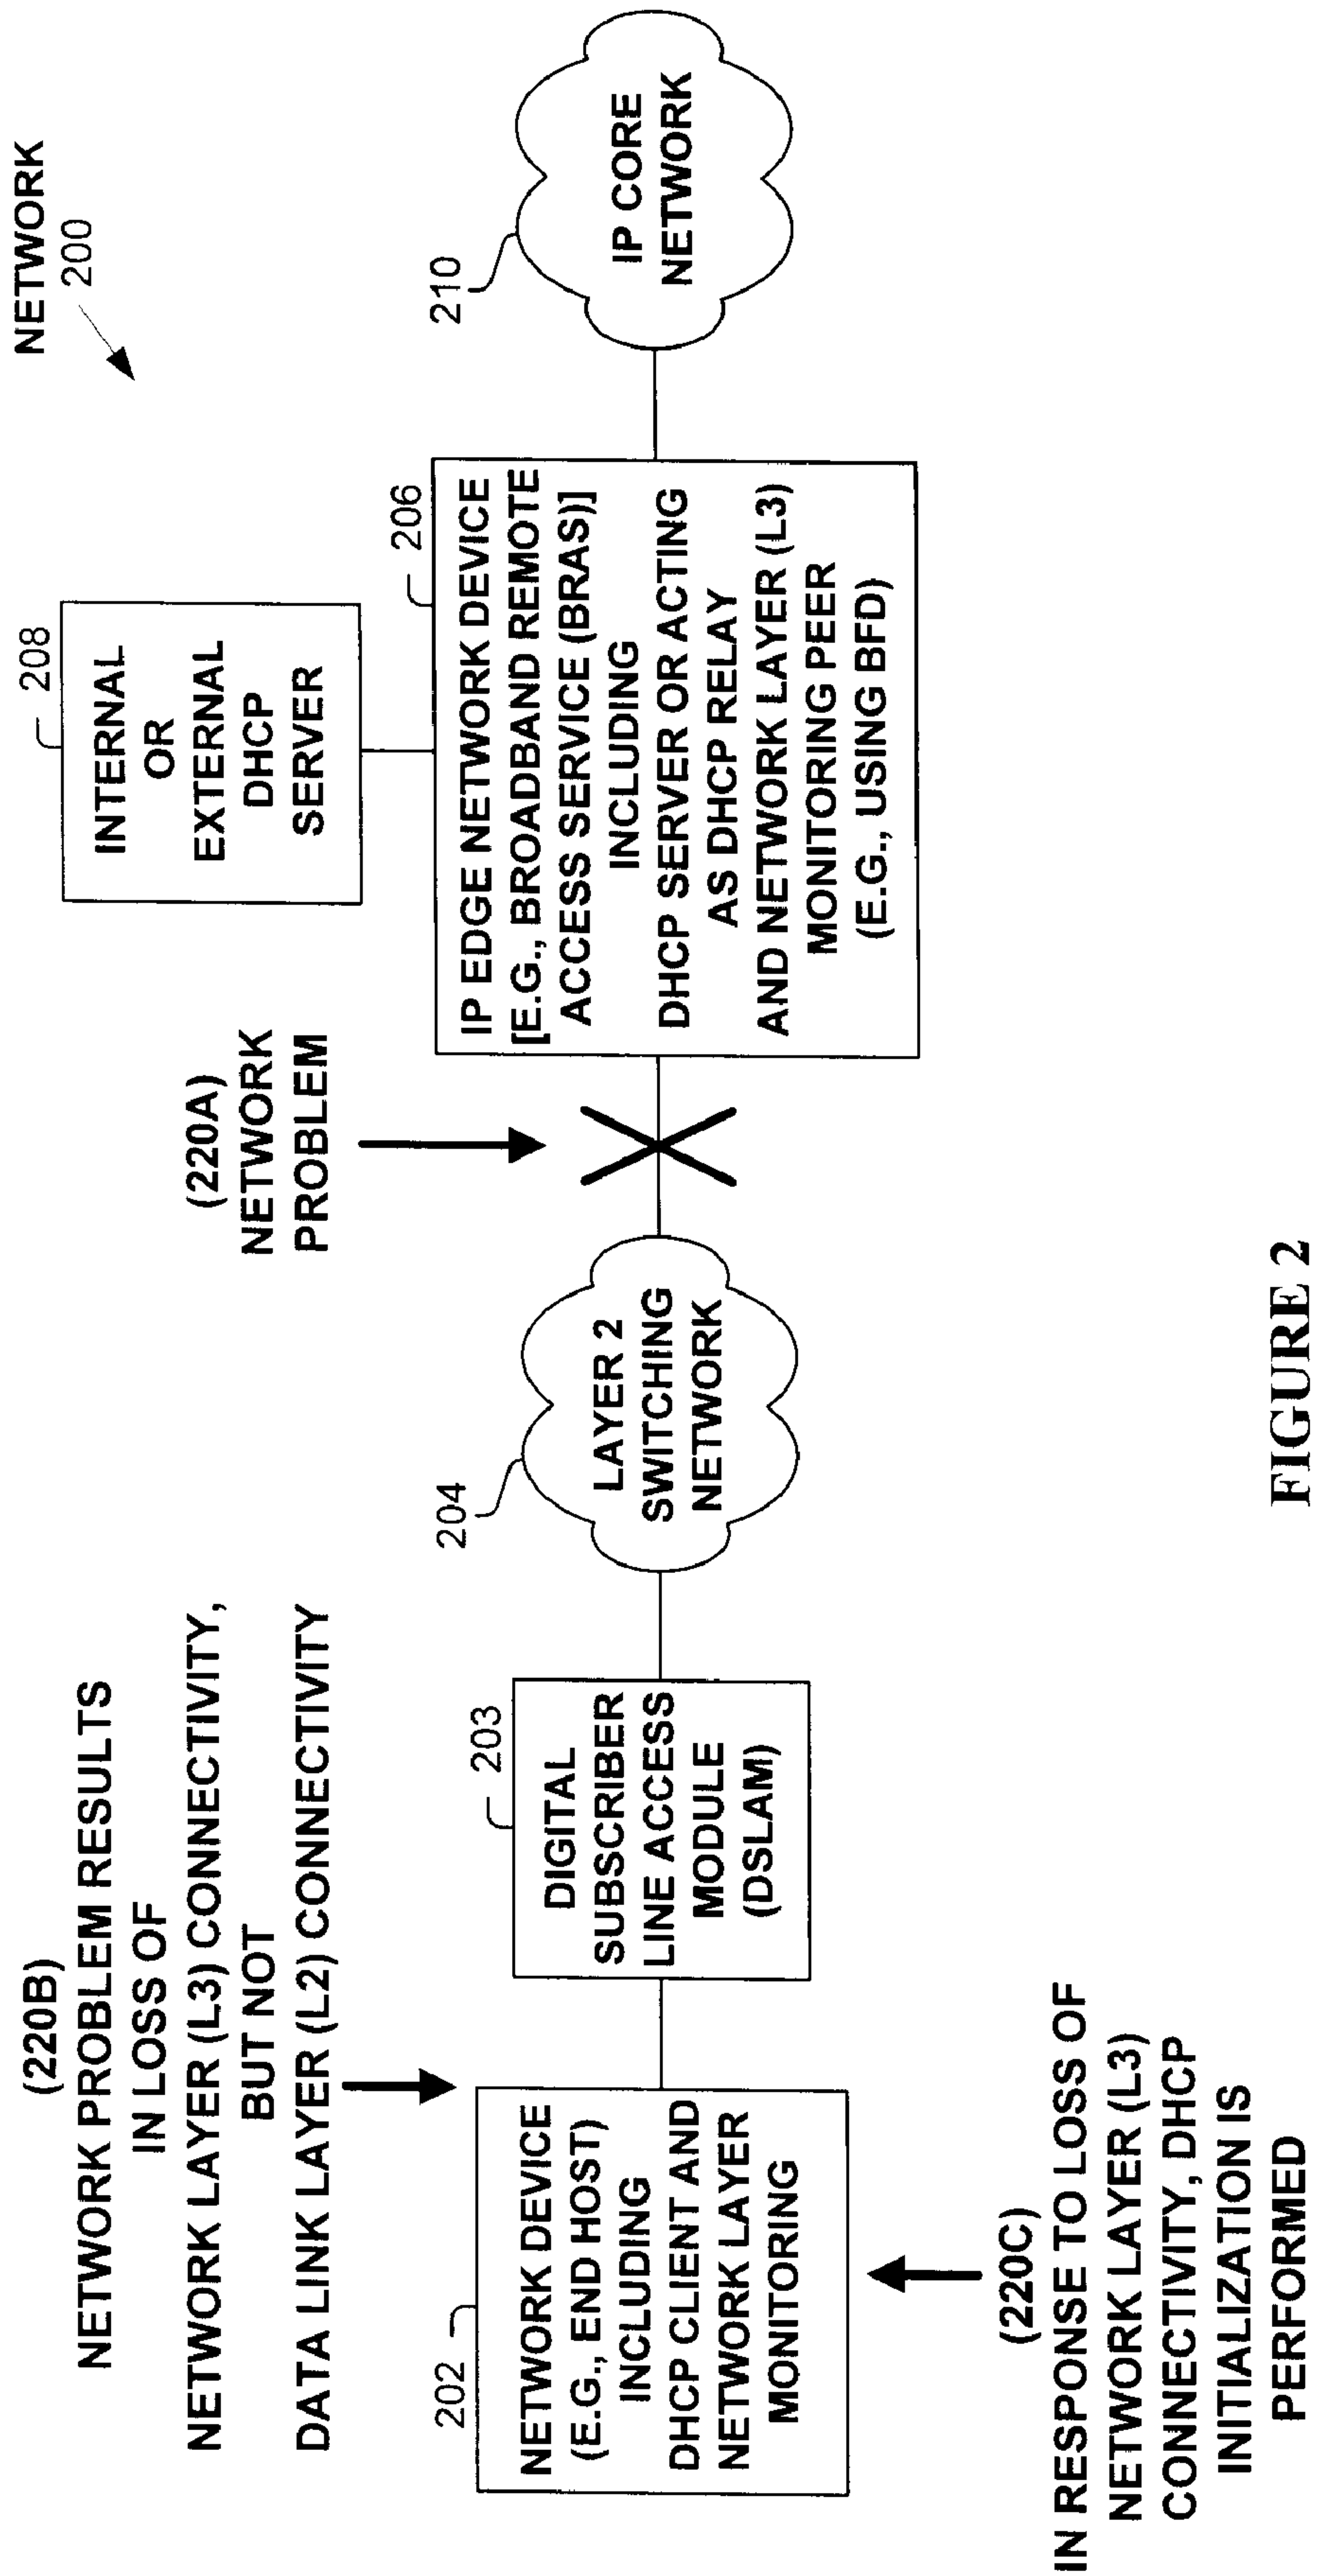 NETWORK
200
(220B)
NETWORK PROBLEM RESULTS
IN LOSS OF
NETWORK LAYER (L3) CONNECTIVITY,
BUT NOT
DATA LINK LAYER (L2) CONNECTIVITY
(220A)
NETWORK
PROBLEM
208
INTERNAL
OR
EXTERNAL
DHCP
SERVER
202
NETWORK DEVICE
(E.G., END HOST)
INCLUDING
DHCP CLIENT AND
NETWORK LAYER
MONITORING
203
DIGITAL
SUBSCRIBER
LINE ACCESS
MODULE
(DSLAM)
204
LAYER 2
SWITCHING
NETWORK
206
IP EDGE NETWORK DEVICE
[E.G., BROADBAND REMOTE
ACCESS SERVICE (BRAS)]
INCLUDING
DHCP SERVER OR ACTING
AS DHCP RELAY
AND NETWORK LAYER (L3)
MONITORING PEER
(E.G., USING BFD)
210
IP CORE
NETWORK
(220C)
IN RESPONSE TO LOSS OF
NETWORK LAYER (L3)
CONNECTIVITY, DHCP
INITIALIZATION IS
PERFORMED
FIGURE 2